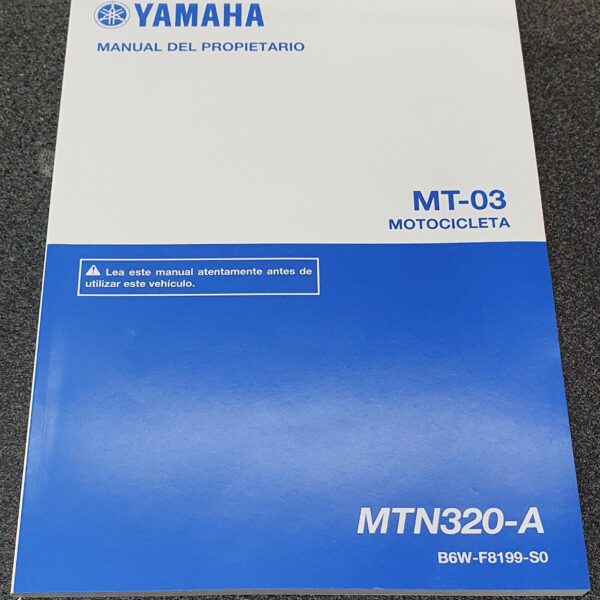 YAMAHA
MANUAL DEL PROPIETARIO
MT-03
MOTOCICLETA
Lea este manual atentamente antes de
utilizar este vehículo.
MTN320-A
B6W-F8199-S0